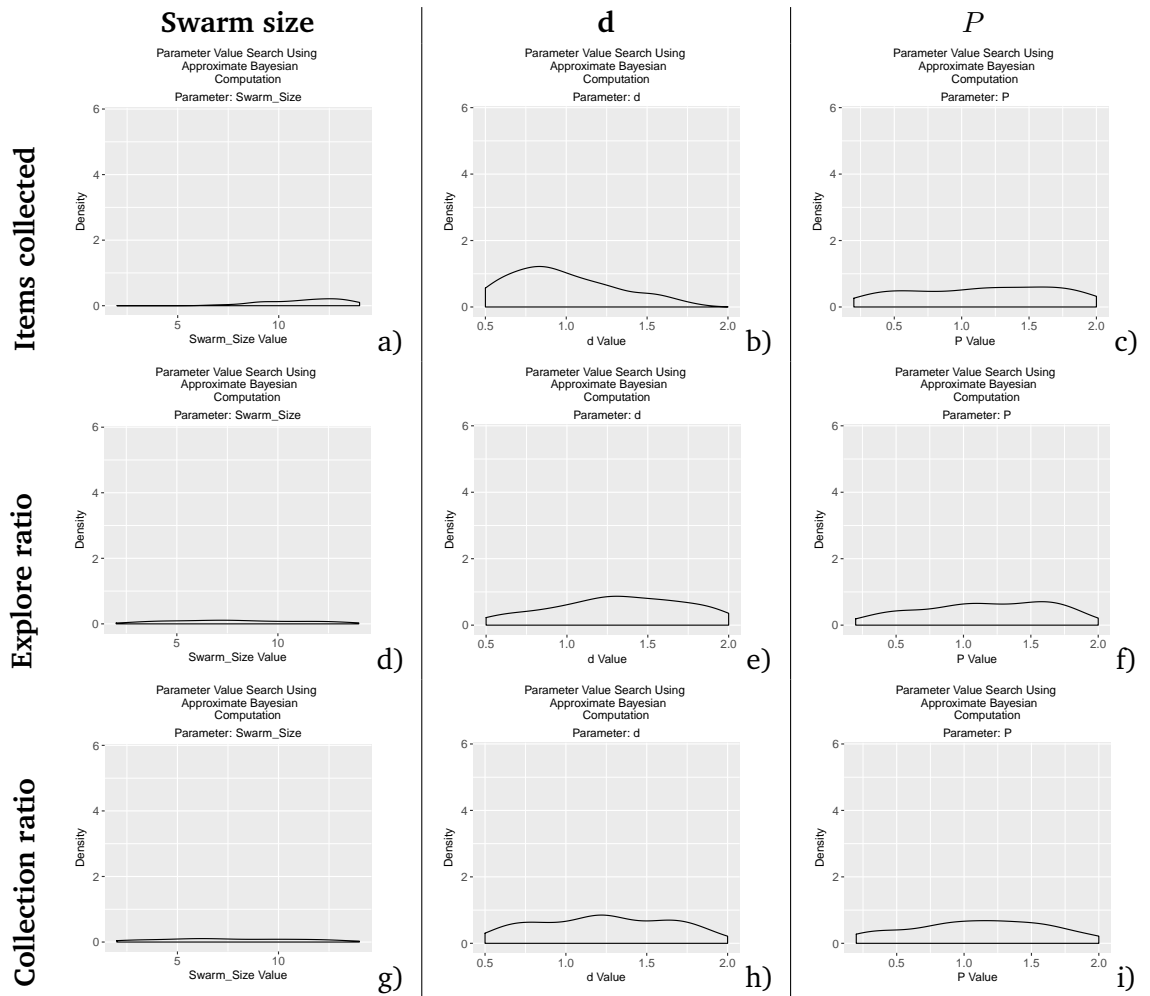 Swarm size
d
P
Items collected
Parameter Value Search Using
Approximate Bayesian
Computation
Parameter: Swarm_Size
6
4
2
0
Density
5
10
Swarm_Size Value
a)
Parameter Value Search Using
Approximate Bayesian
Computation
Parameter: d
6
4
2
0
Density
0.5
1.0
1.5
2.0
d Value
b)
Parameter Value Search Using
Approximate Bayesian
Computation
Parameter: P
6
4
2
0
Density
0.5
1.0
1.5
2.0
P Value
c)
Explore ratio
Parameter Value Search Using
Approximate Bayesian
Computation
Parameter: Swarm_Size
6
4
2
0
Density
5
10
Swarm_Size Value
d)
Parameter Value Search Using
Approximate Bayesian
Computation
Parameter: d
6
4
2
0
Density
0.5
1.0
1.5
2.0
d Value
e)
Parameter Value Search Using
Approximate Bayesian
Computation
Parameter: P
6
4
2
0
Density
0.5
1.0
1.5
2.0
P Value
f)
Collection ratio
Parameter Value Search Using
Approximate Bayesian
Computation
Parameter: Swarm_Size
6
4
2
0
Density
5
10
Swarm_Size Value
g)
Parameter Value Search Using
Approximate Bayesian
Computation
Parameter: d
6
4
2
0
Density
0.5
1.0
1.5
2.0
d Value
h)
Parameter Value Search Using
Approximate Bayesian
Computation
Parameter: P
6
4
2
0
Density
0.5
1.0
1.5
2.0
P Value
i)